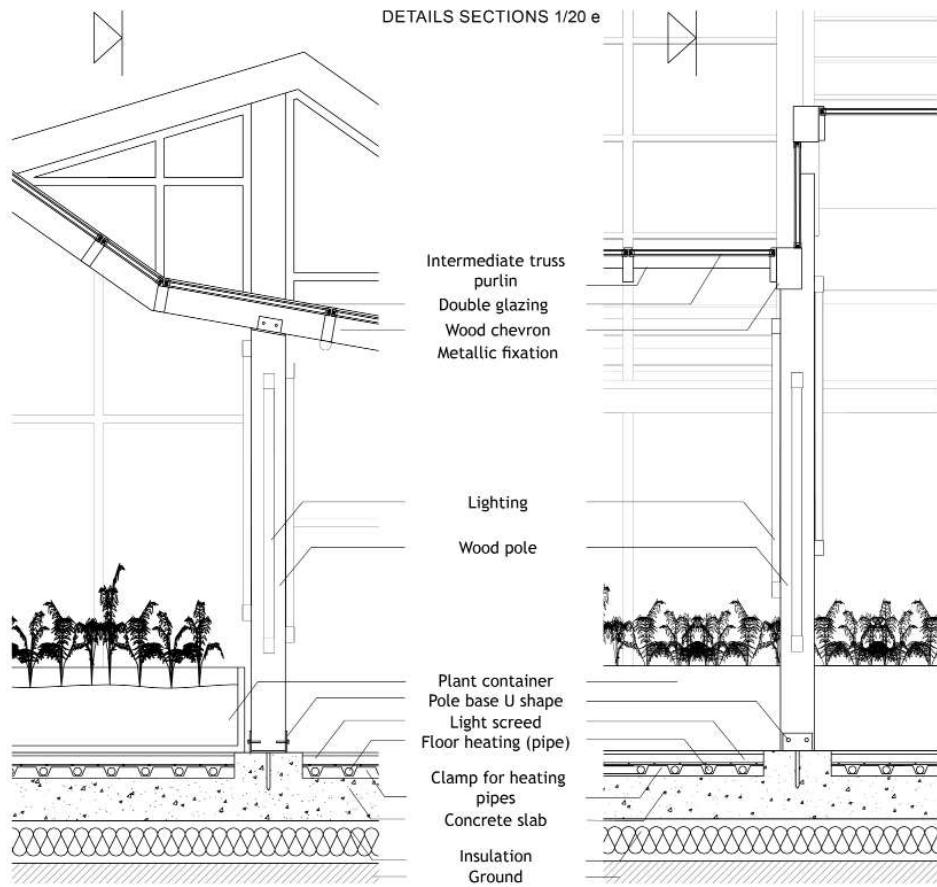 DETAILS SECTIONS 1/20 e
Intermediate truss
purlin
Double glazing
Wood chevron
Metallic fixation
Lighting
Wood pole
Plant container
Pole base U shape
Light screed
Floor heating (pipe)
Clamp for heating
pipes
Concrete slab
Insulation
Ground